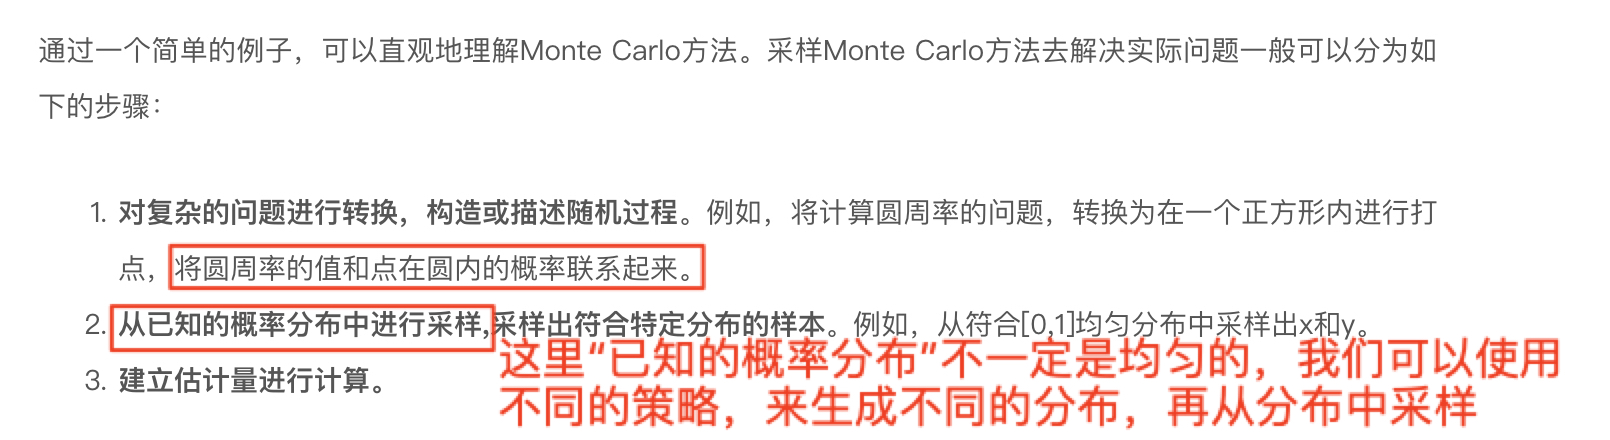 通过一个简单的例子，可以直观地理解Monte Carlo方法。采样Monte Carlo方法去解决实际问题一般可以分为如
下的步骤：
1. 对复杂的问题进行转换，构造或描述随机过程。例如，将计算圆周率的问题，转换为在一个正方形内进行打
点，将圆周率的值和点在圆内的概率联系起来。
2. 从已知的概率分布中进行采样,采样出符合特定分布的样本。例如，从符合[0,1]均匀分布中采样出x和y。
这里“已知的概率分布”不一定是均匀的，我们可以使用
3. 建立估计量进行计算。
不同的策略，来生成不同的分布，再从分布中采样